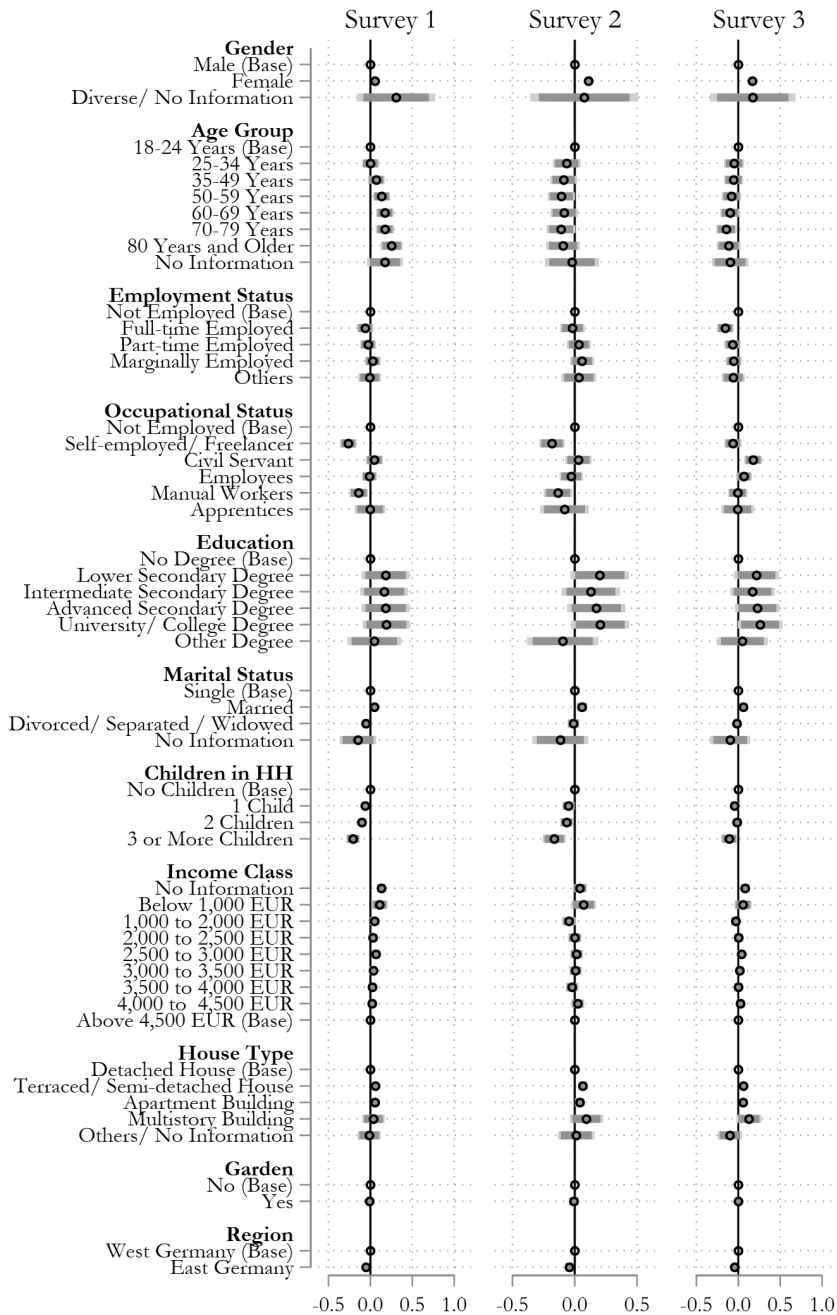 Survey 1 Survey 2 Survey 3
Gender
Male (Base)
Female
Diverse/ No Information
Age Group
18-24 Years (Base)
25-34 Years
35-49 Years
50-59 Years
60-69 Years
70-79 Years
80 Years and Older
No Information
Employment Status
Not Employed (Base)
Full-time Employed
Part-time Employed
Marginally Employed
Others
Occupational Status
Not Employed (Base)
Self-employed/ Freelancer
Civil Servant
Employees
Manual Workers
Apprentices
Education
No Degree (Base)
Lower Secondary Degree
Intermediate Secondary Degree
Advanced Secondary Degree
University/ College Degree
Other Degree
Marital Status
Single (Base)
Married
Divorced/ Separated / Widowed
No Information
Children in HH
No Children (Base)
1 Child
2 Children
3 or More Children
Income Class
No Information
Below 1,000 EUR
1,000 to 2,000 EUR
2,000 to 2,500 EUR
2,500 to 3.000 EUR
3,000 to 3,500 EUR
3,500 to 4,000 EUR
4,000 to 4,500 EUR
Above 4,500 EUR (Base)
House Type
Detached House (Base)
Terraced/ Semi-detached House
Apartment Building
Multistory Building
Others/ No Information
Garden
No (Base)
Yes
Region
West Germany (Base)
East Germany
-0.5 0.0 0.5 1.0 -0.5 0.0 0.5 -0.5 0.0 0.5 1.0